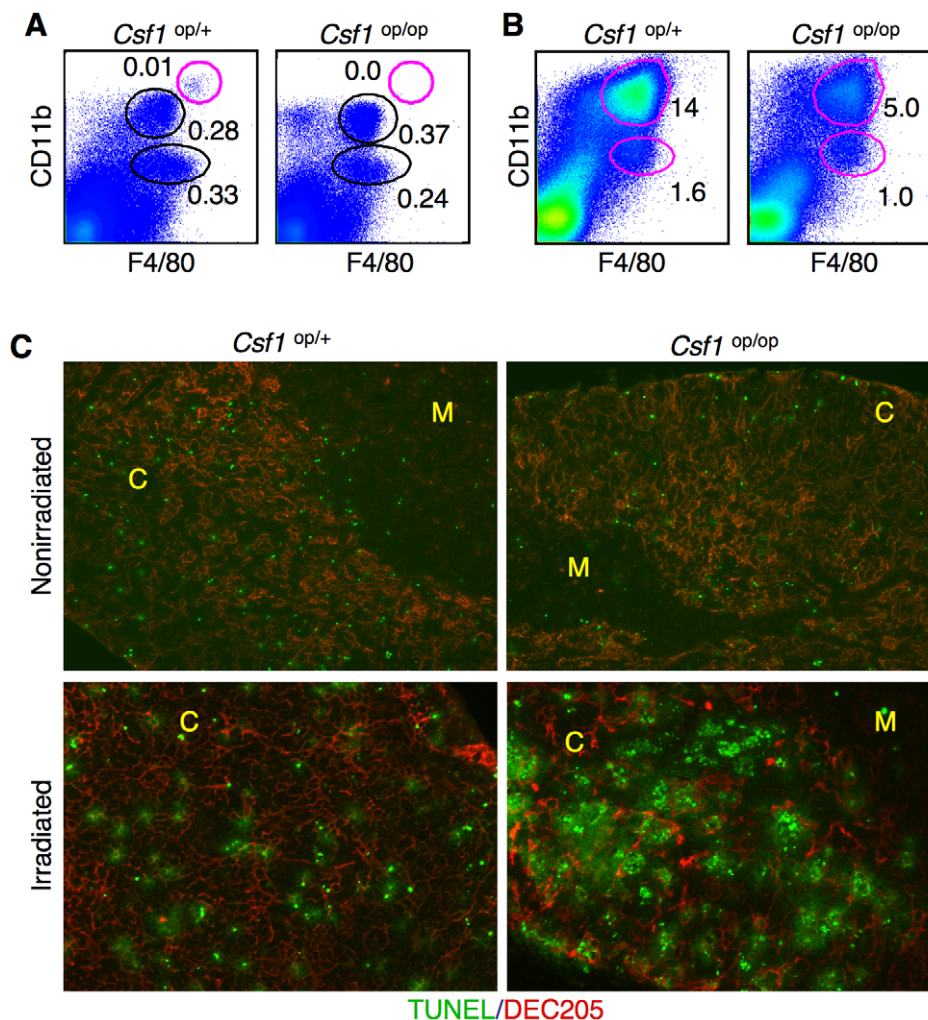 A
Csf1 op/+
Csf1 op/op
B
Csf1 op/+
Csf1 op/op
0.01
0.28
0.33
0.0
0.37
0.24
14
1.6
5.0
1.0
CD11b
CD11b
F4/80
F4/80
F4/80
F4/80
C
Csf1 op/+
Csf1 op/op
Nonirradiated
C
M
C
M
Irradiated
C
C
M
TUNEL/DEC205